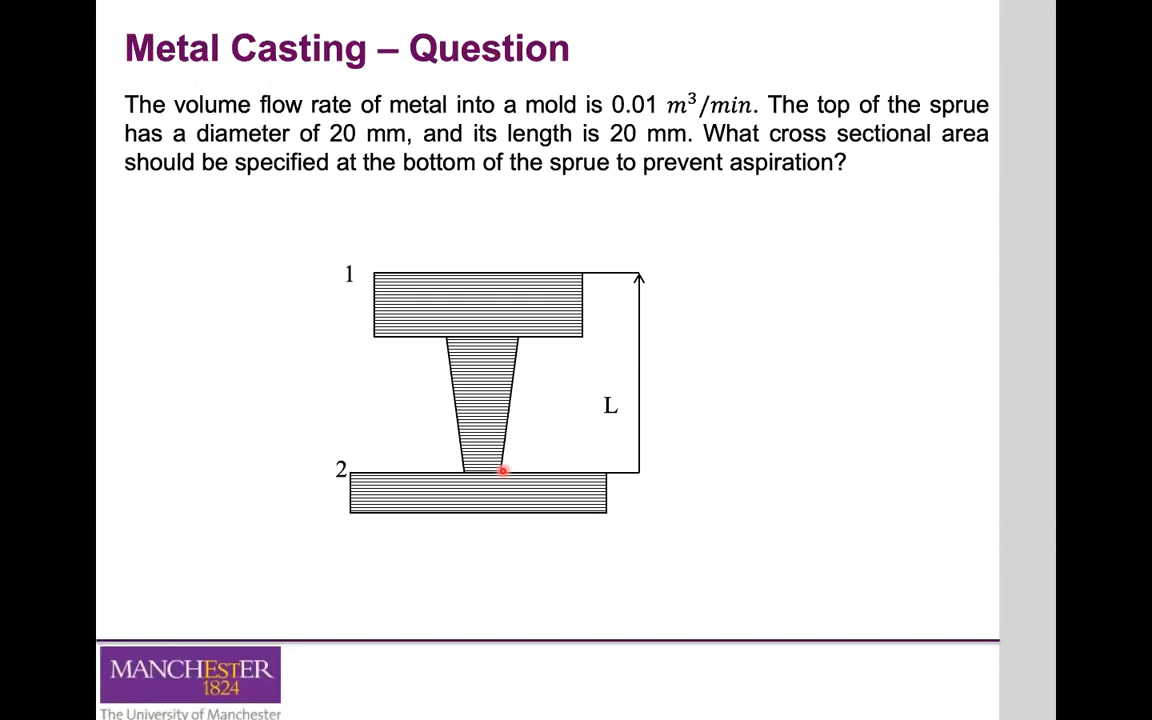 Metal Casting – Question
The volume flow rate of metal into a mold is 0.01 m³/min. The top of the sprue
has a diameter of 20 mm, and its length is 20 mm. What cross sectional area
should be specified at the bottom of the sprue to prevent aspiration?
1
L
2
MANCHESTER
1824
The University of Manchester